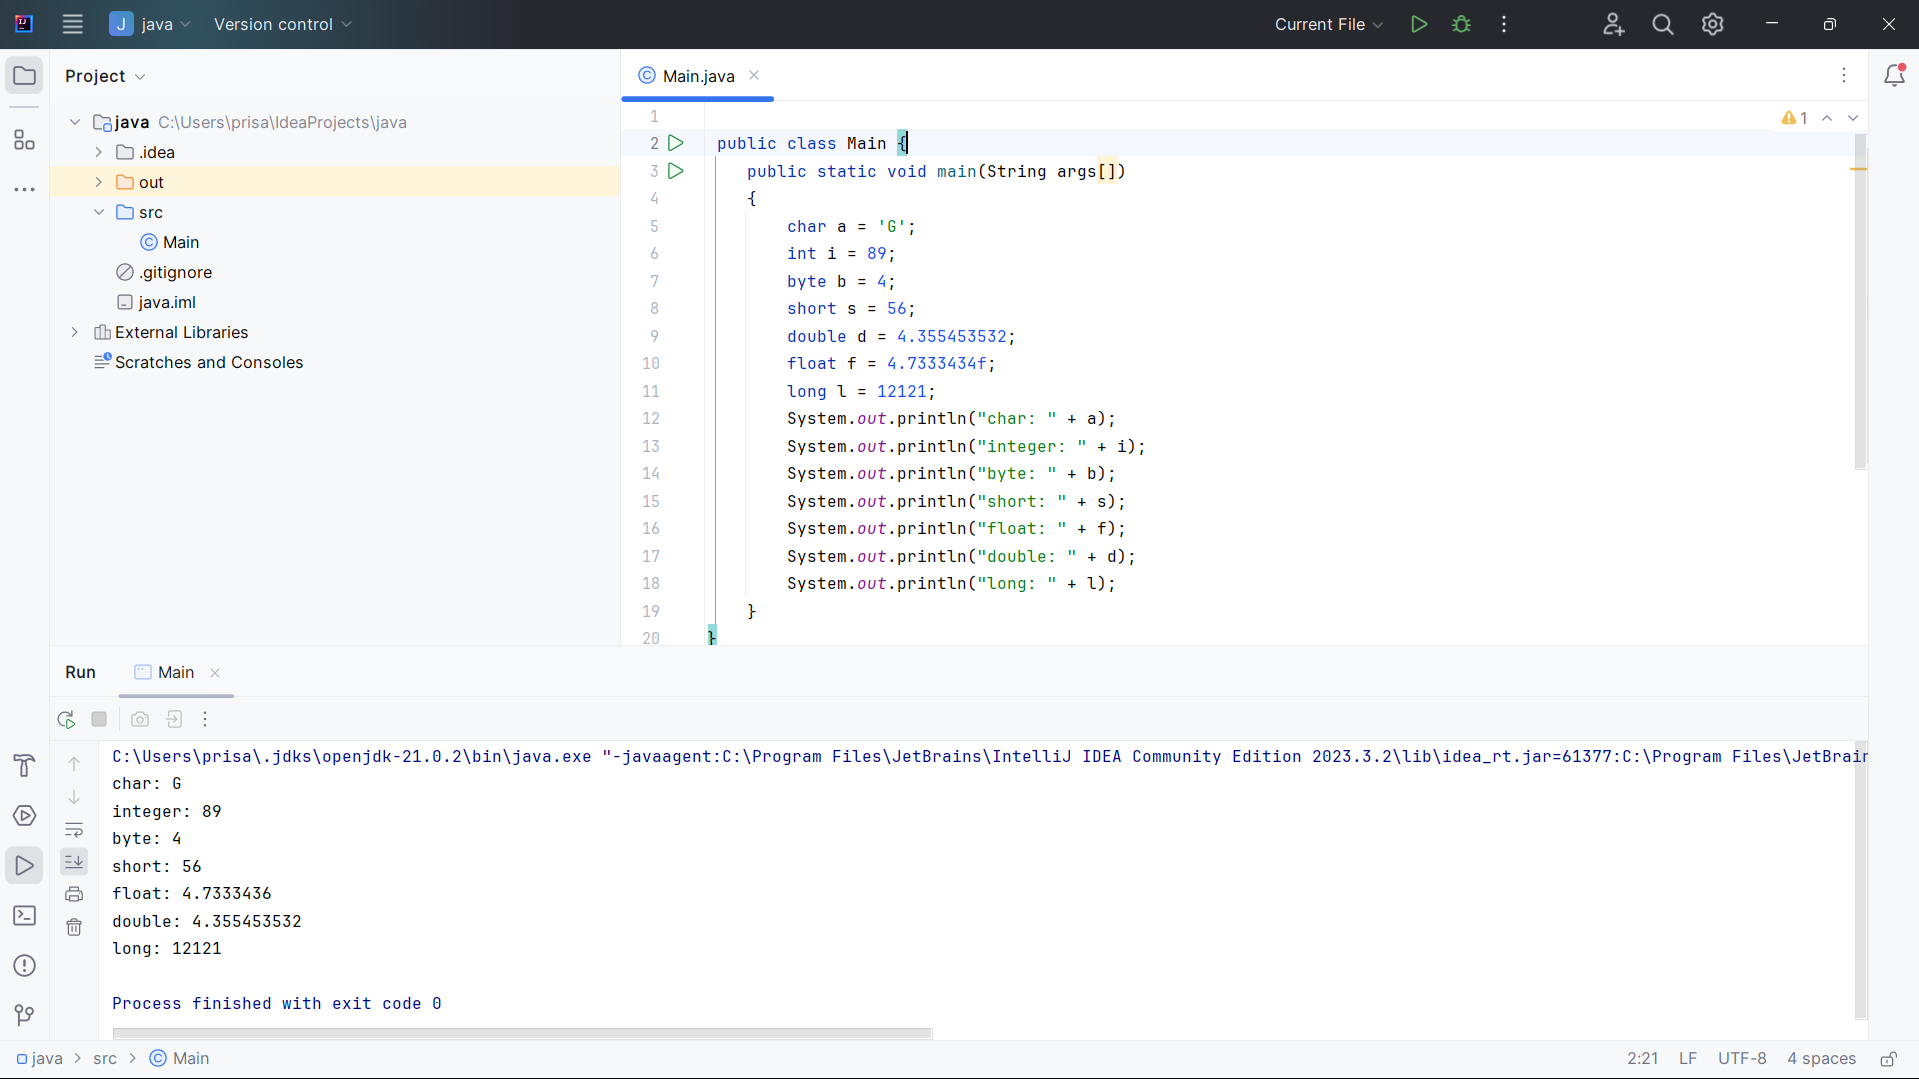 J java Version control Current File
Project
Main.java
java C:\Users\prisa\IdeaProjects\java
.idea
out
src
Main
.gitignore
java.iml
External Libraries
Scratches and Consoles
1
1
2 public class Main {
3 public static void main(String args[])
4 {
5 char a = 'G';
6 int i = 89;
7 byte b = 4;
8 short s = 56;
9 double d = 4.355453532;
10 float f = 4.7333434f;
11 long l = 12121;
12 System.out.println("char: " + a);
13 System.out.println("integer: " + i);
14 System.out.println("byte: " + b);
15 System.out.println("short: " + s);
16 System.out.println("float: " + f);
17 System.out.println("double: " + d);
18 System.out.println("long: " + l);
19 }
20 }
Run Main
C:\Users\prisa\.jdks\openjdk-21.0.2\bin\java.exe "-javaagent:C:\Program Files\JetBrains\IntelliJ IDEA Community Edition 2023.3.2\lib\idea_rt.jar=61377:C:\Program Files\JetBrain
char: G
integer: 89
byte: 4
short: 56
float: 4.7333436
double: 4.355453532
long: 12121
Process finished with exit code 0
java > src > Main 2:21 LF UTF-8 4 spaces